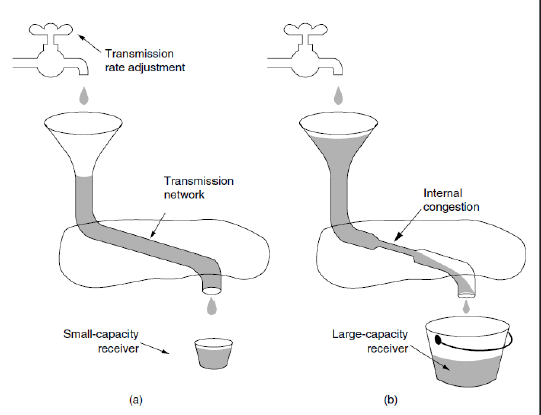 Transmission
rate adjustment
Transmission
network
Internal
congestion
Small-capacity
receiver
Large-capacity
receiver
(a)
(b)